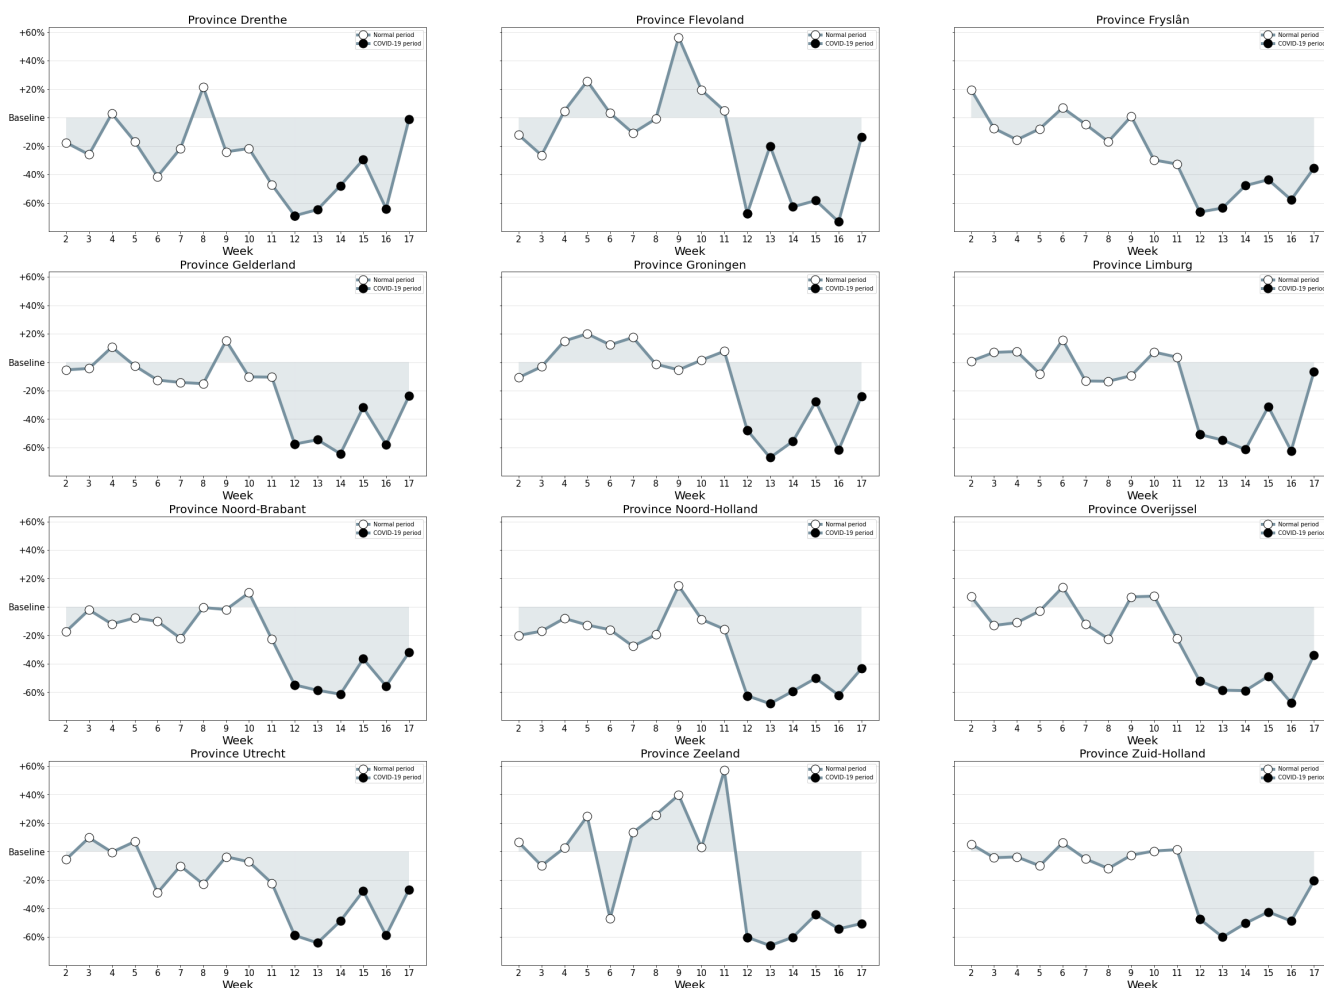 Province Drenthe
+60%
+40%
+20%
Baseline
-20%
-40%
-60%
Normal period
COVID-19 period
2 3 4 5 6 7 8 9 10 11 12 13 14 15 16 17
Week
Province Flevoland
Normal period
COVID-19 period
2 3 4 5 6 7 8 9 10 11 12 13 14 15 16 17
Week
Province Fryslân
Normal period
COVID-19 period
2 3 4 5 6 7 8 9 10 11 12 13 14 15 16 17
Week
Province Gelderland
+60%
+40%
+20%
Baseline
-20%
-40%
-60%
Normal period
COVID-19 period
2 3 4 5 6 7 8 9 10 11 12 13 14 15 16 17
Week
Province Groningen
Normal period
COVID-19 period
2 3 4 5 6 7 8 9 10 11 12 13 14 15 16 17
Week
Province Limburg
Normal period
COVID-19 period
2 3 4 5 6 7 8 9 10 11 12 13 14 15 16 17
Week
Province Noord-Brabant
+60%
+40%
+20%
Baseline
-20%
-40%
-60%
Normal period
COVID-19 period
2 3 4 5 6 7 8 9 10 11 12 13 14 15 16 17
Week
Province Noord-Holland
Normal period
COVID-19 period
2 3 4 5 6 7 8 9 10 11 12 13 14 15 16 17
Week
Province Overijssel
Normal period
COVID-19 period
2 3 4 5 6 7 8 9 10 11 12 13 14 15 16 17
Week
Province Utrecht
+60%
+40%
+20%
Baseline
-20%
-40%
-60%
Normal period
COVID-19 period
2 3 4 5 6 7 8 9 10 11 12 13 14 15 16 17
Week
Province Zeeland
Normal period
COVID-19 period
2 3 4 5 6 7 8 9 10 11 12 13 14 15 16 17
Week
Province Zuid-Holland
Normal period
COVID-19 period
2 3 4 5 6 7 8 9 10 11 12 13 14 15 16 17
Week